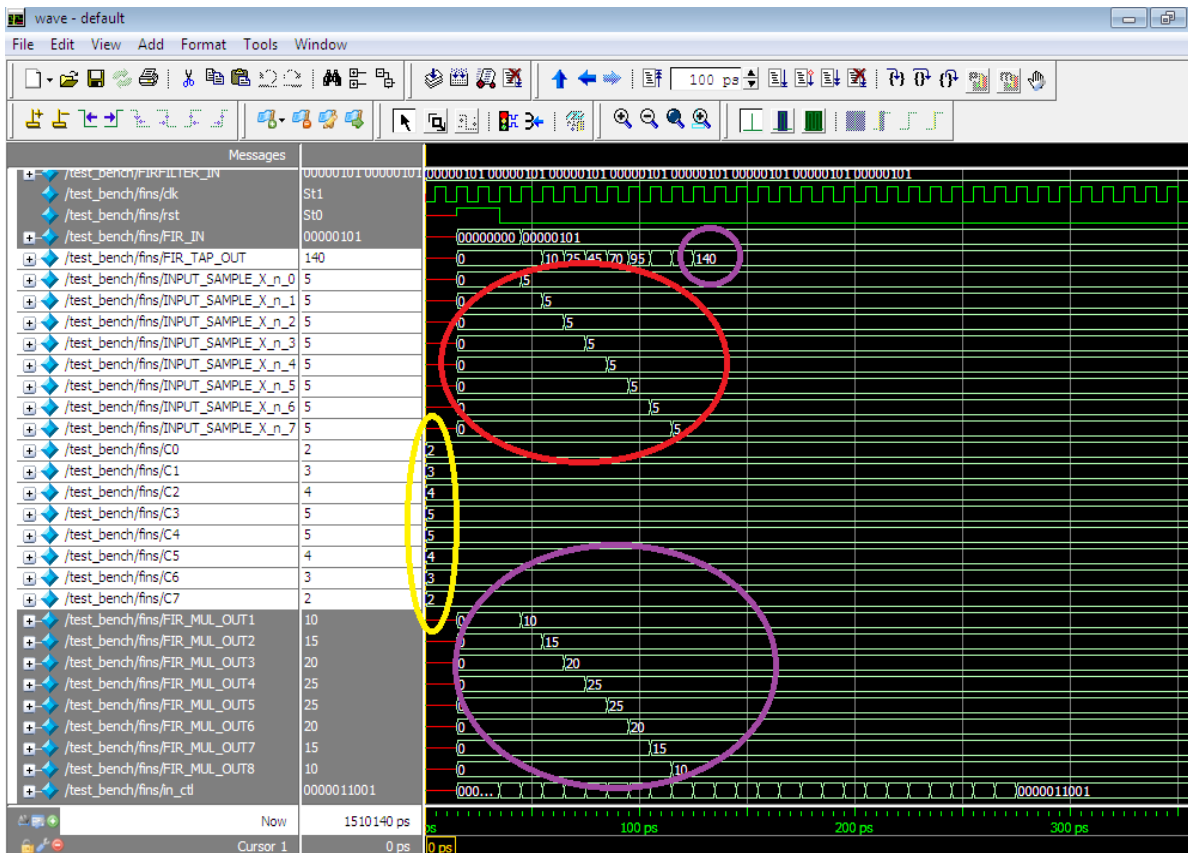 wave - default
File Edit View Add Format Tools Window
100 ps
Messages
/test_bench/FIRFILTER_IN 00000101 00000101 00000101 00000101 00000101 00000101 00000101 00000101 00000101 00000101
/test_bench/fins/clk St1
/test_bench/fins/rst St0
/test_bench/fins/FIR_IN 00000101 00000000 00000101
/test_bench/fins/FIR_TAP_OUT 140 0 10 25 45 70 95 140
/test_bench/fins/INPUT_SAMPLE_X_n_0 5 0 5
/test_bench/fins/INPUT_SAMPLE_X_n_1 5 0 5
/test_bench/fins/INPUT_SAMPLE_X_n_2 5 0 5
/test_bench/fins/INPUT_SAMPLE_X_n_3 5 0 5
/test_bench/fins/INPUT_SAMPLE_X_n_4 5 0 5
/test_bench/fins/INPUT_SAMPLE_X_n_5 5 0 5
/test_bench/fins/INPUT_SAMPLE_X_n_6 5 0 5
/test_bench/fins/INPUT_SAMPLE_X_n_7 5 0 5
/test_bench/fins/C0 2 2
/test_bench/fins/C1 3 3
/test_bench/fins/C2 4 4
/test_bench/fins/C3 5 5
/test_bench/fins/C4 5 5
/test_bench/fins/C5 4 4
/test_bench/fins/C6 3 3
/test_bench/fins/C7 2 2
/test_bench/fins/FIR_MUL_OUT1 10 0 10
/test_bench/fins/FIR_MUL_OUT2 15 0 15
/test_bench/fins/FIR_MUL_OUT3 20 0 20
/test_bench/fins/FIR_MUL_OUT4 25 0 25
/test_bench/fins/FIR_MUL_OUT5 25 0 25
/test_bench/fins/FIR_MUL_OUT6 20 0 20
/test_bench/fins/FIR_MUL_OUT7 15 0 15
/test_bench/fins/FIR_MUL_OUT8 10 0 10
/test_bench/fins/in_ctl 0000011001 000... 0000011001
Now 1510140 ps ps 100 ps 200 ps 300 ps
Cursor 1 0 ps 0 ps